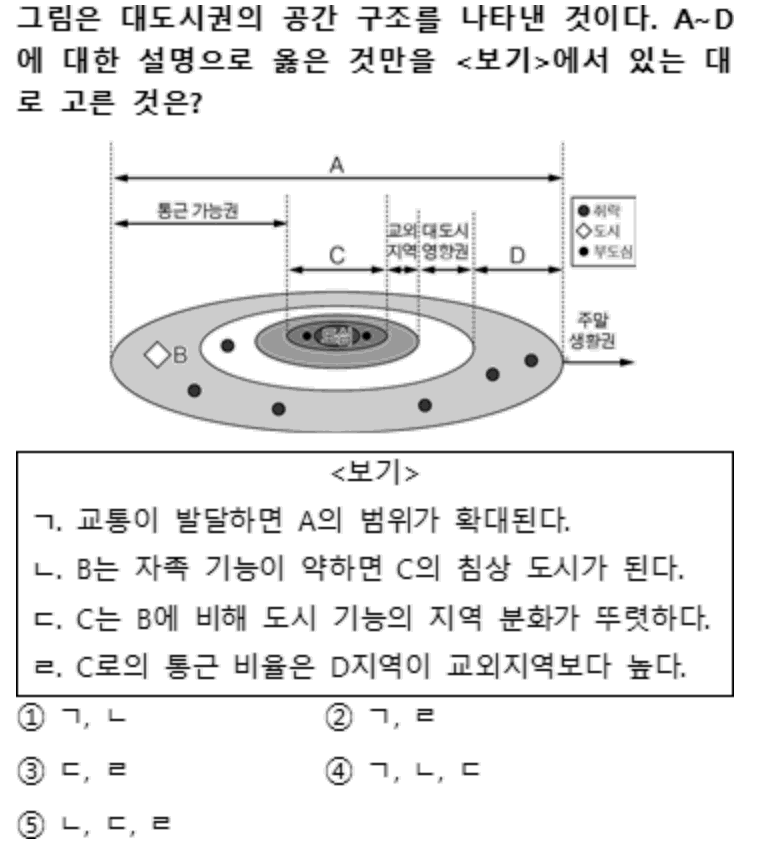 그림은 대도시권의 공간 구조를 나타낸 것이다. A~D
에 대한 설명으로 옳은 것만을 <보기>에서 있는 대
로 고른 것은?
A
통근 가능권
교외 대도시
지역 영향권
C
D
● 취락
◇ 도시
● 부도심
도심
B
주말
생활권
<보기>
ㄱ. 교통이 발달하면 A의 범위가 확대된다.
ㄴ. B는 자족 기능이 약하면 C의 침상 도시가 된다.
ㄷ. C는 B에 비해 도시 기능의 지역 분화가 뚜렷하다.
ㄹ. C로의 통근 비율은 D지역이 교외지역보다 높다.
① ㄱ, ㄴ ② ㄱ, ㄹ
③ ㄷ, ㄹ ④ ㄱ, ㄴ, ㄷ
⑤ ㄴ, ㄷ, ㄹ